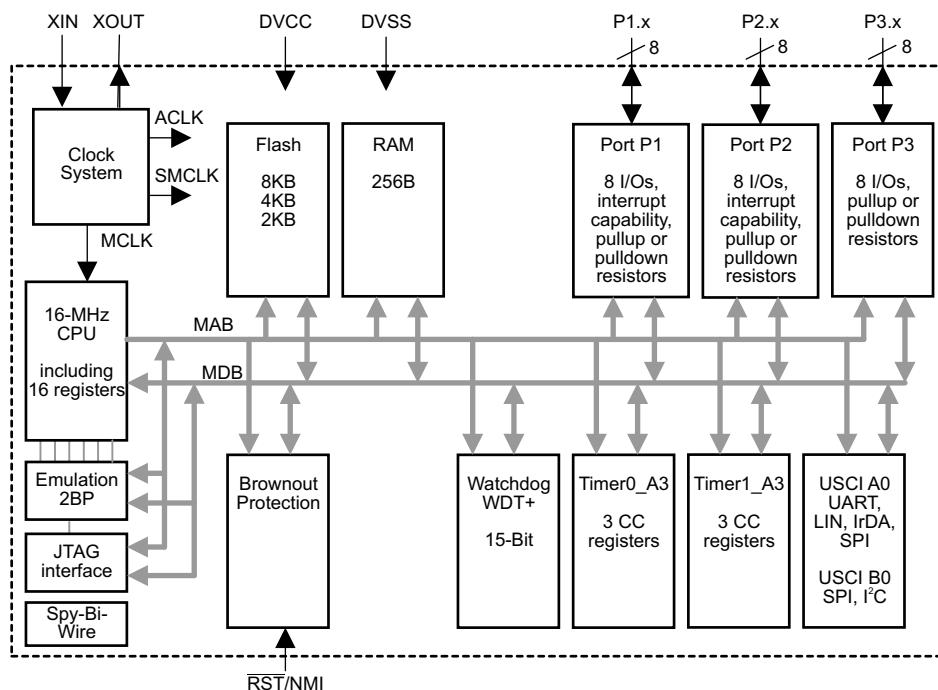 XIN XOUT DVCC DVSS P1.x P2.x P3.x
8 8 8
Clock
System
ACLK
SMCLK
MCLK
Flash
8KB
4KB
2KB
RAM
256B
Port P1
8 I/Os,
interrupt
capability,
pullup or
pulldown
resistors
Port P2
8 I/Os,
interrupt
capability,
pullup or
pulldown
resistors
Port P3
8 I/Os,
pullup or
pulldown
resistors
16-MHz
CPU
including
16 registers
MAB
MDB
Emulation
2BP
JTAG
interface
Spy-Bi-
Wire
Brownout
Protection
Watchdog
WDT+
15-Bit
Timer0_A3
3 CC
registers
Timer1_A3
3 CC
registers
USCI A0
UART,
LIN, IrDA,
SPI
USCI B0
SPI, I²C
R̅S̅T̅/NMI